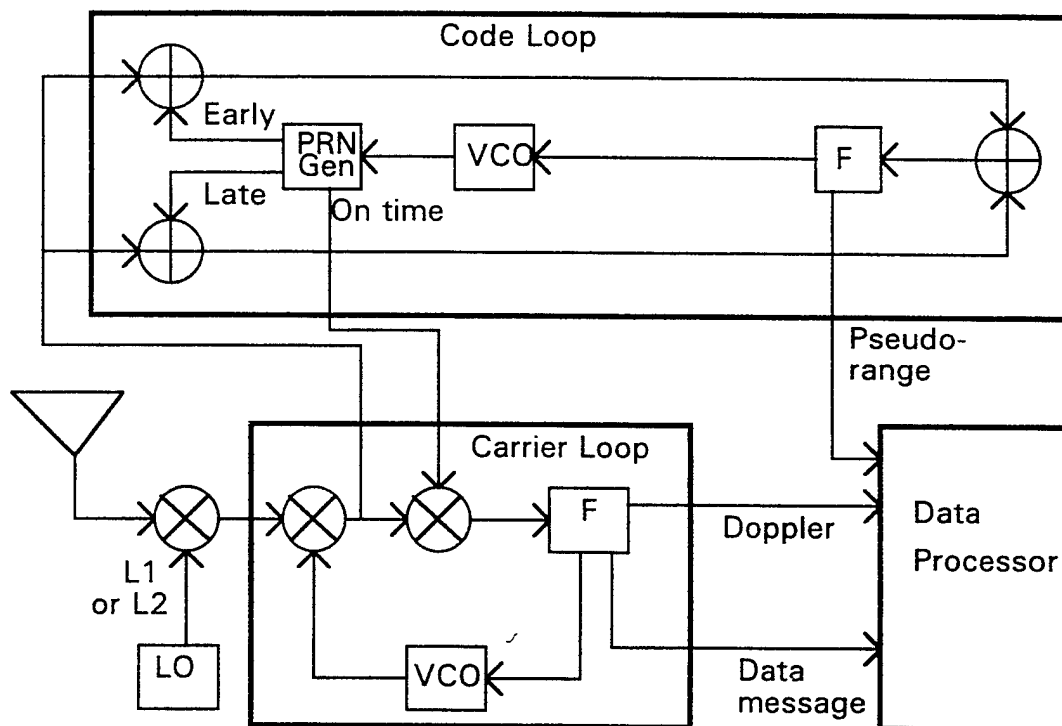 Code Loop
Early
PRN
Gen
VCO
F
Late
On time
Pseudo-
range
Carrier Loop
F
Doppler
Data
Processor
L1
or L2
LO
VCO
Data
message